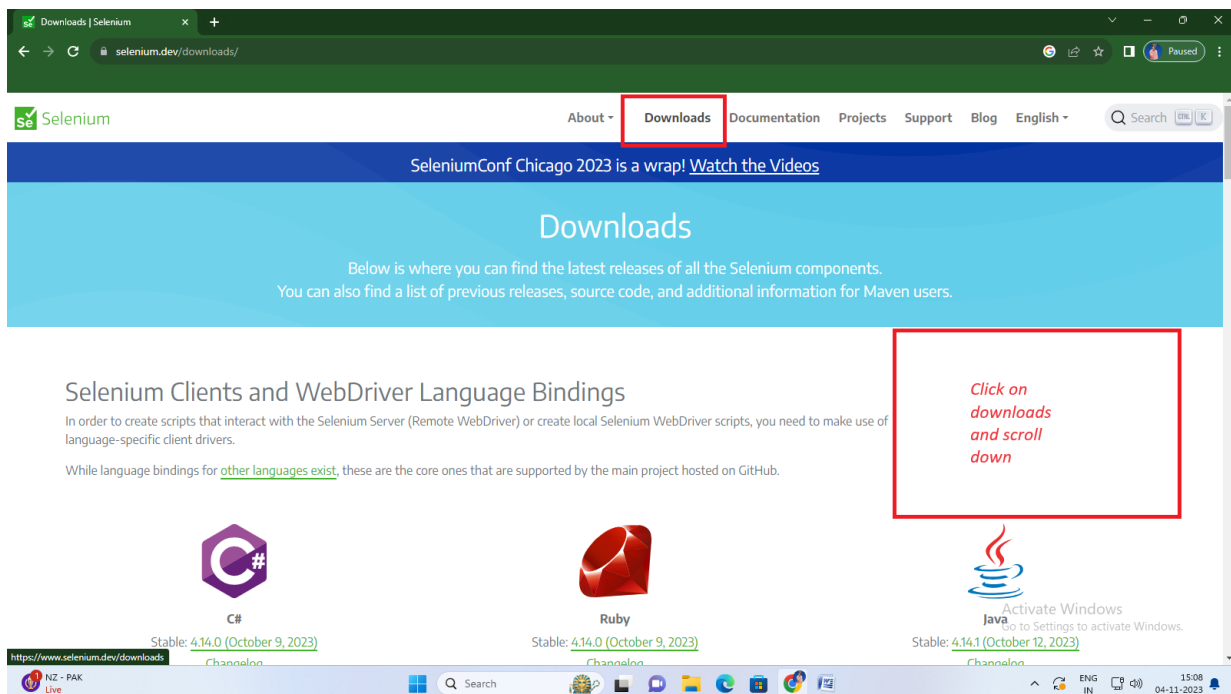 Downloads | Selenium
selenium.dev/downloads/
Paused
Se Selenium
About Downloads Documentation Projects Support Blog English Search CTRL K
SeleniumConf Chicago 2023 is a wrap! Watch the Videos
Downloads
Below is where you can find the latest releases of all the Selenium components.
You can also find a list of previous releases, source code, and additional information for Maven users.
Selenium Clients and WebDriver Language Bindings
In order to create scripts that interact with the Selenium Server (Remote WebDriver) or create local Selenium WebDriver scripts, you need to make use of
language-specific client drivers.
While language bindings for other languages exist, these are the core ones that are supported by the main project hosted on GitHub.
Click on
downloads
and scroll
down
C#
Stable: 4.14.0 (October 9, 2023)
Changelog
Ruby
Stable: 4.14.0 (October 9, 2023)
Changelog
Java
Stable: 4.14.1 (October 12, 2023)
Changelog
Activate Windows
Go to Settings to activate Windows.
https://www.selenium.dev/downloads
1
NZ - PAK
Live
Search
ENG
IN
15:08
04-11-2023